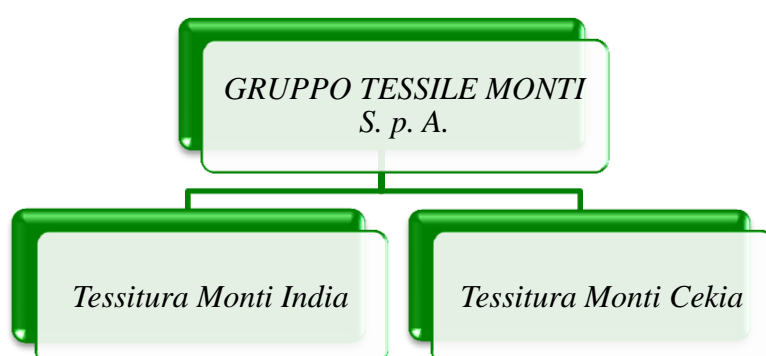 GRUPPO TESSILE MONTI
S. p. A.
Tessitura Monti India
Tessitura Monti Cekia